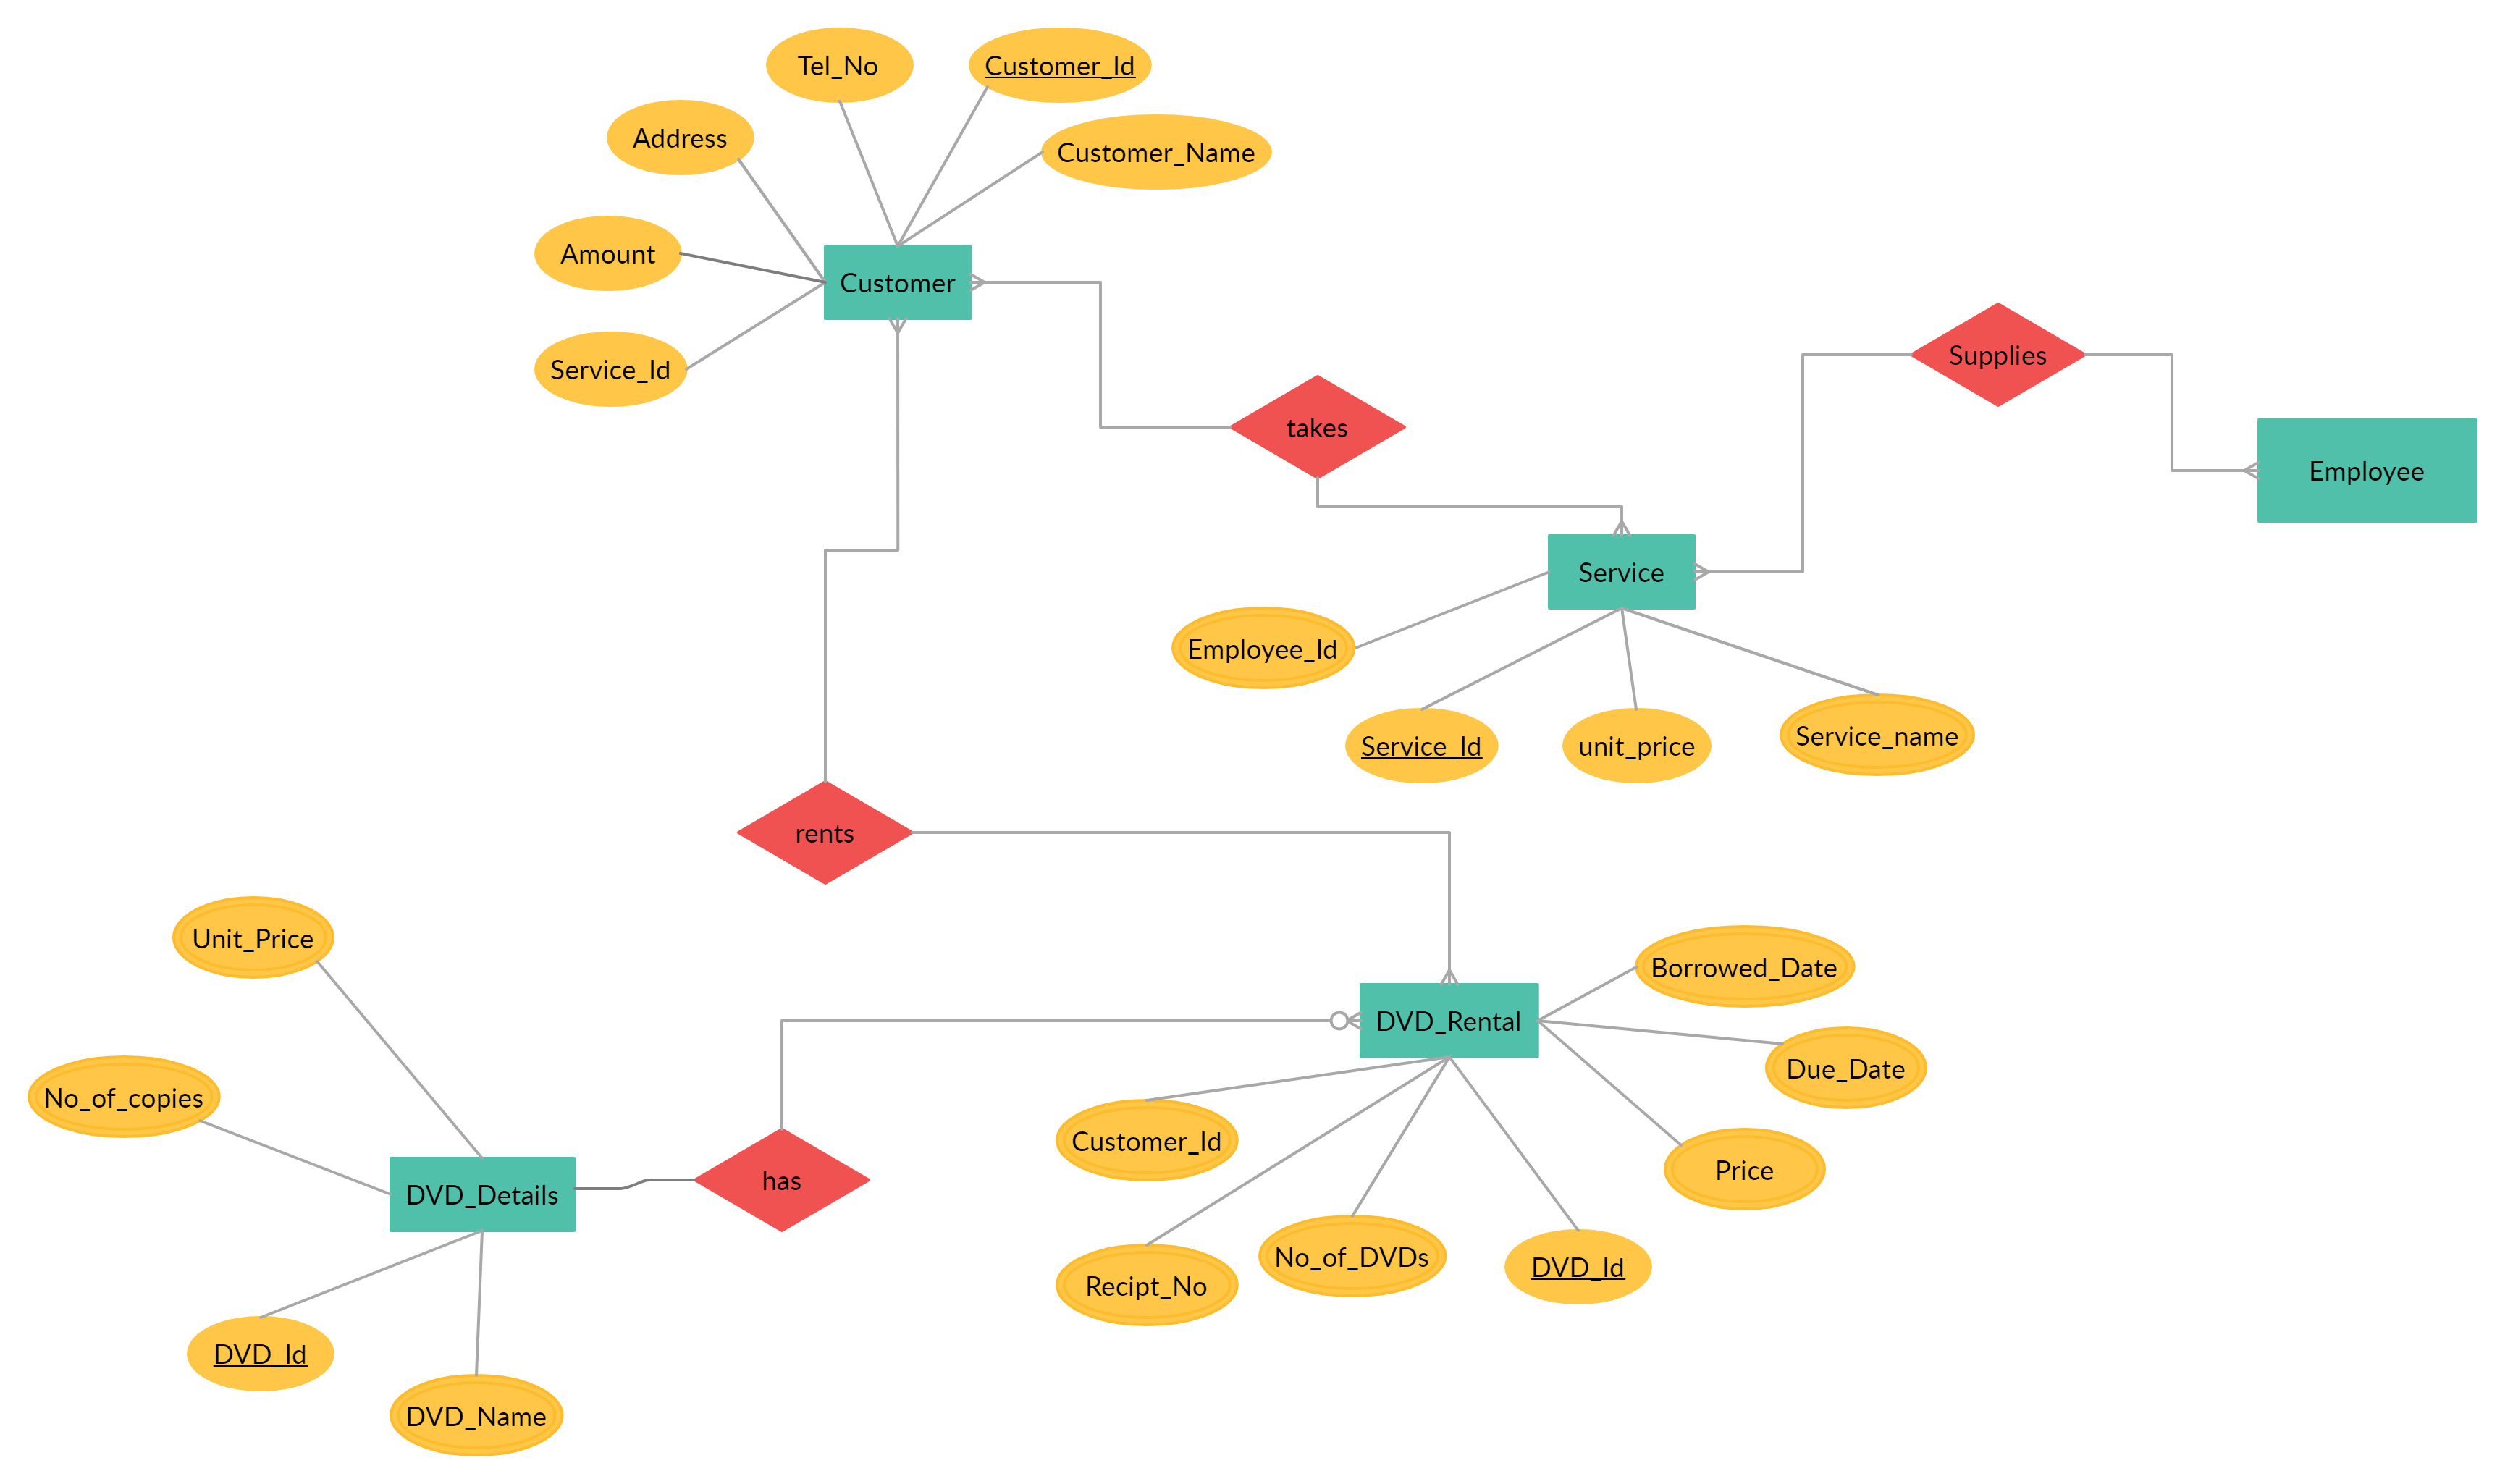 Tel_No
Customer_Id
Address
Customer_Name
Amount
Customer
Service_Id
Supplies
takes
Employee
Service
Employee_Id
Service_Id
unit_price
Service_name
rents
Unit_Price
Borrowed_Date
DVD_Rental
Due_Date
No_of_copies
Customer_Id
Price
has
DVD_Details
No_of_DVDs
DVD_Id
Recipt_No
DVD_Id
DVD_Name